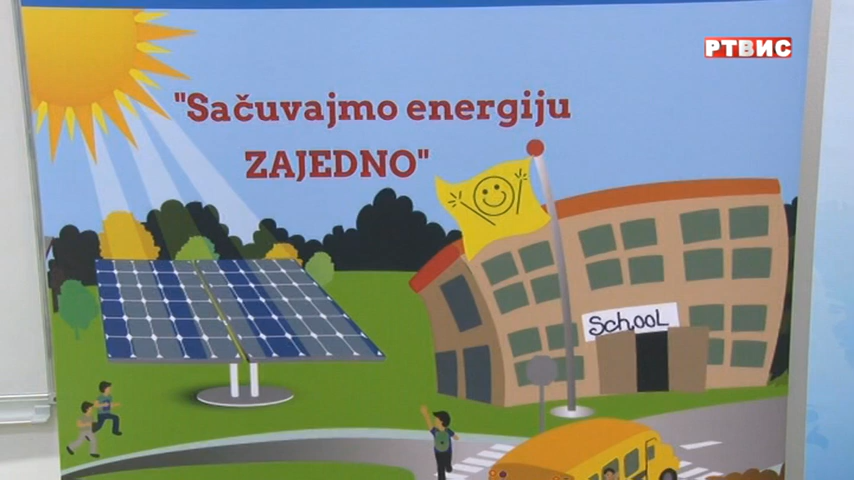 РТВИС
"Sačuvajmo energiju
ZAJEDNO"
SchooL